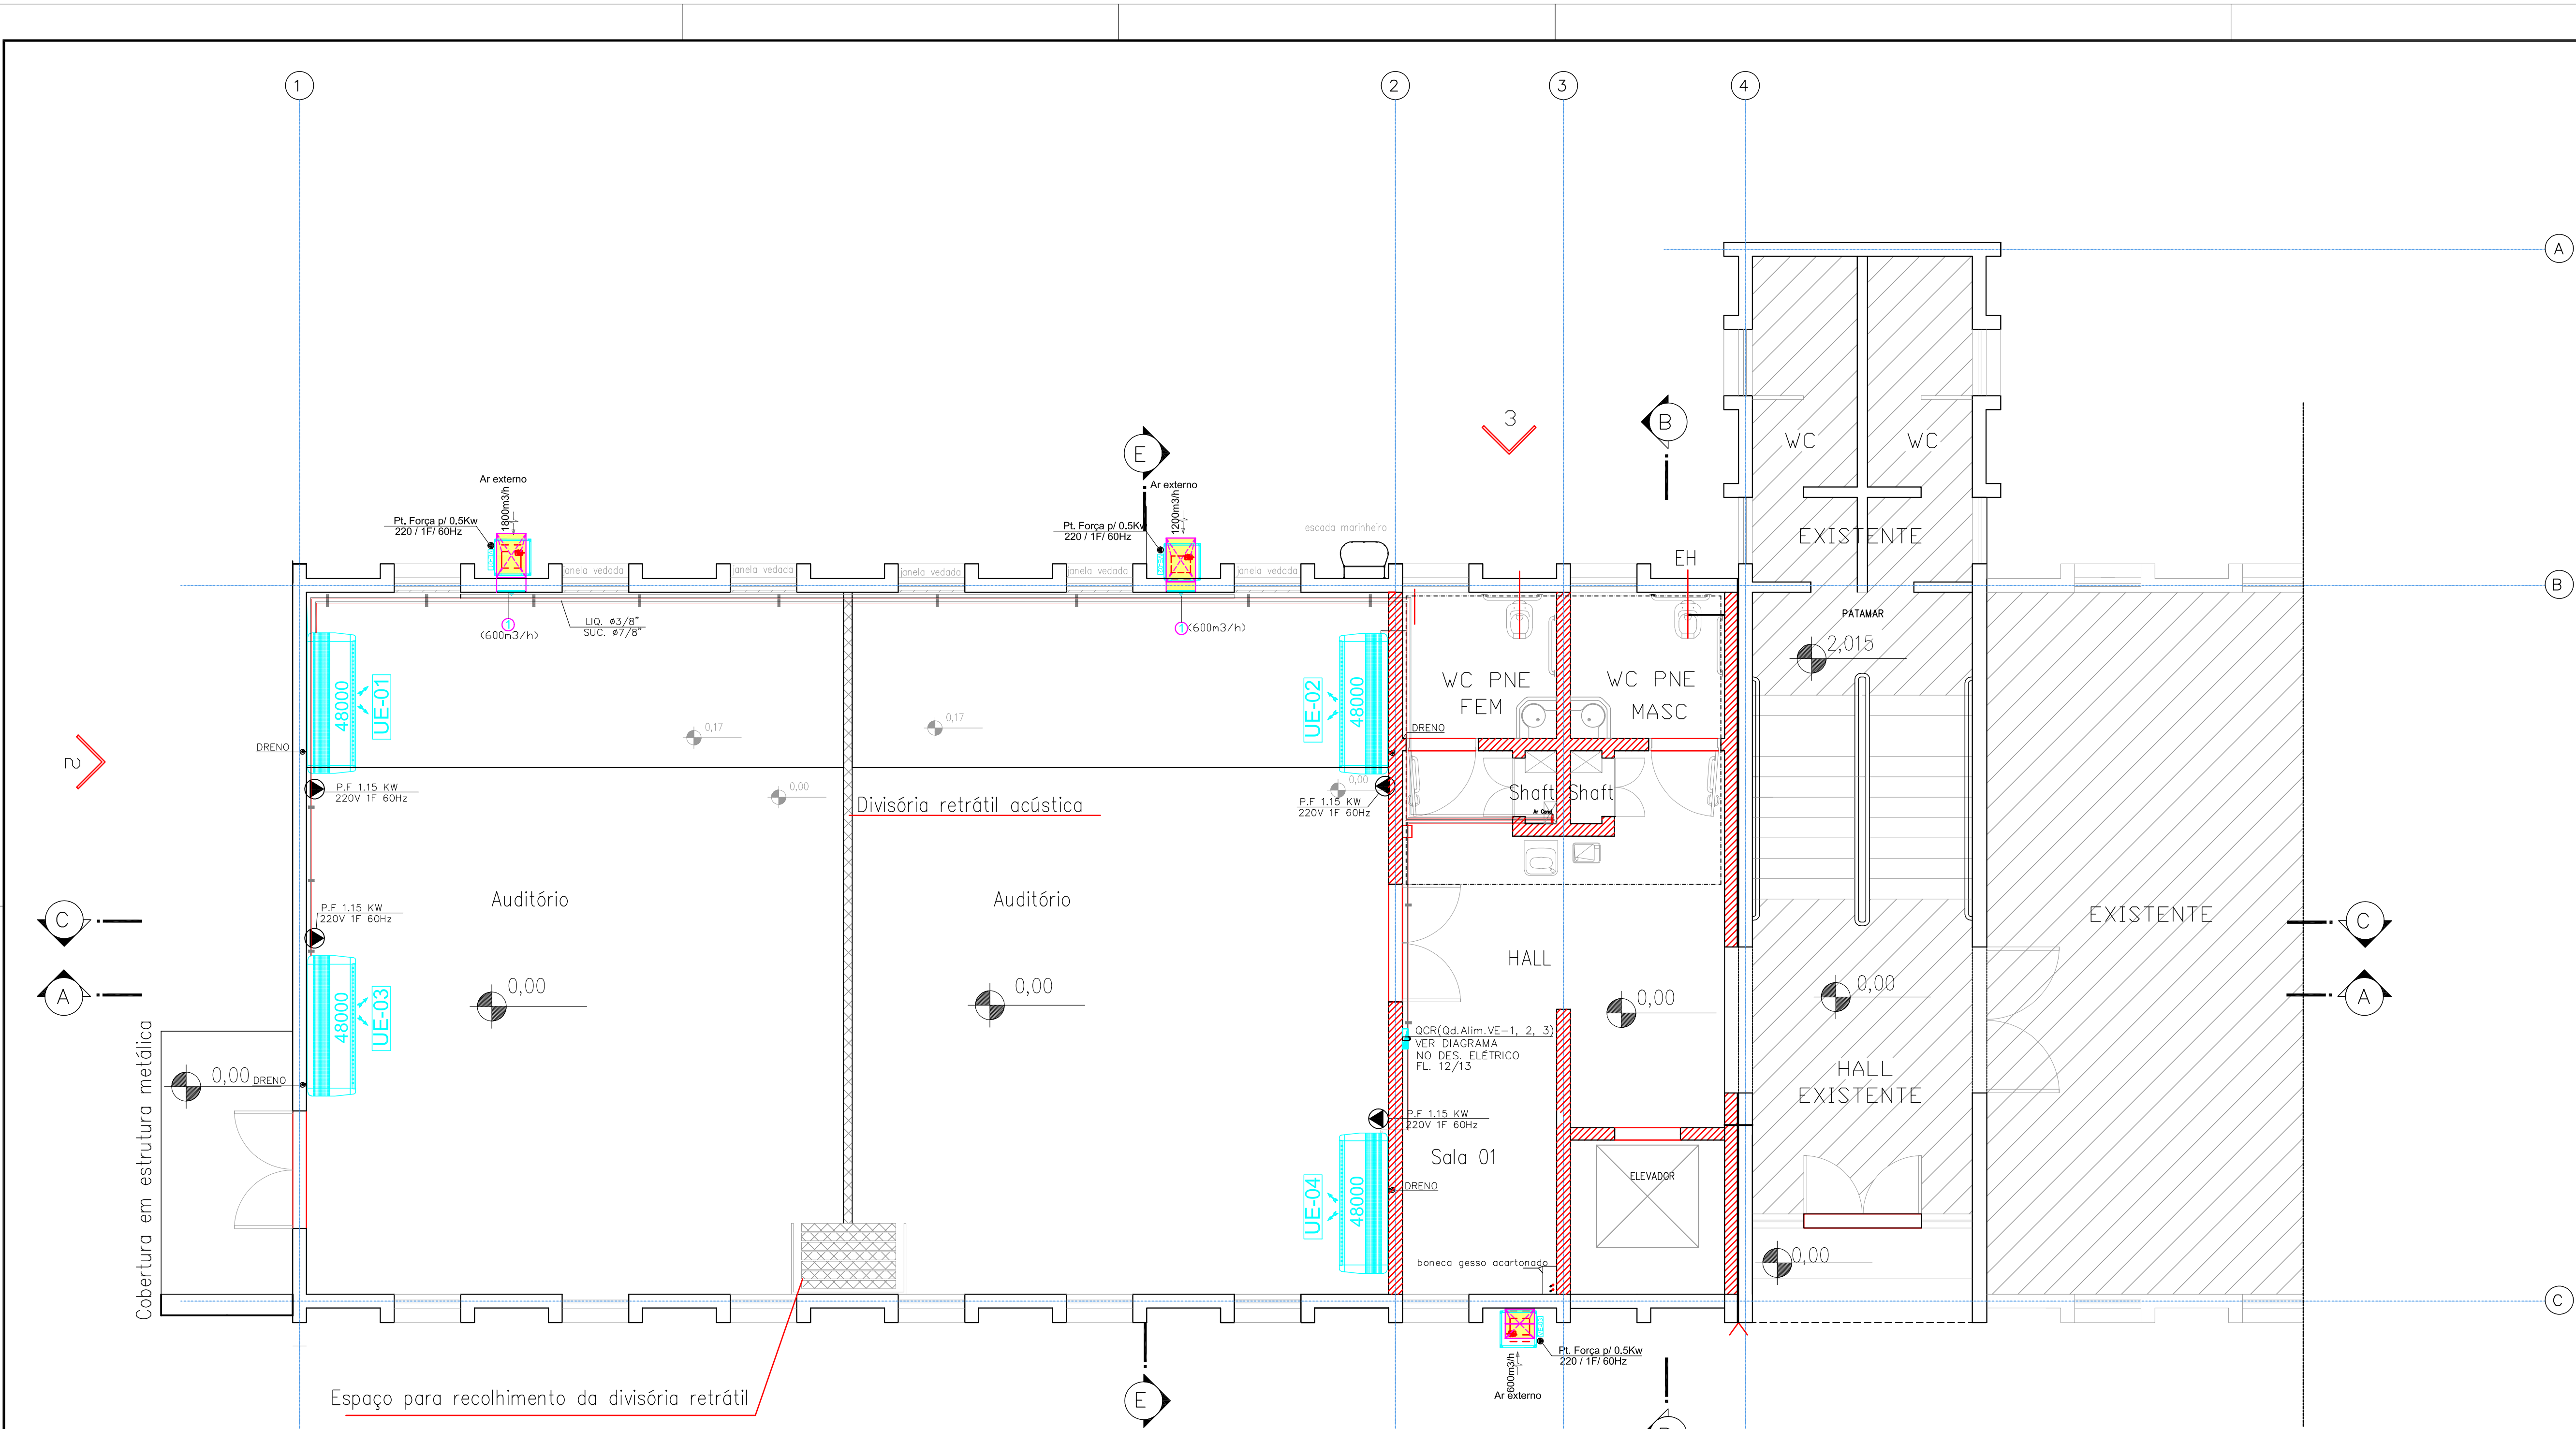 1
2
3
4
A
B
3
E
WC
WC
Ar externo
1800m3/h
Ar externo
1200m3/h
Pt. Força p/ 0.5Kw
220 / 1F/ 60Hz
Pt. Força p/ 0.5Kw
220 / 1F/ 60Hz
escada marinheiro
EXISTENTE
EH
janela vedada
janela vedada
janela vedada
janela vedada
janela vedada
B
1
(600m3/h)
LIQ. ø3/8"
SUC. ø7/8"
1
(600m3/h)
PATAMAR
2,015
48000
UE-01
UE-02
48000
WC PNE
FEM
WC PNE
MASC
0,17
0,17
DRENO
DRENO
2
P.F 1.15 KW
220V 1F 60Hz
0,00
0,00
P.F 1.15 KW
220V 1F 60Hz
Divisória retrátil acústica
Shaft
Shaft
Ar Cond.
Auditório
Auditório
P.F 1.15 KW
220V 1F 60Hz
C
EXISTENTE
C
HALL
A
48000
UE-03
0,00
0,00
0,00
0,00
A
QCR(Qd.Alim.VE-1, 2, 3)
VER DIAGRAMA
NO DES. ELÉTRICO
FL. 12/13
Cobertura em estrutura metálica
0,00
DRENO
HALL
EXISTENTE
P.F 1.15 KW
220V 1F 60Hz
Sala 01
ELEVADOR
UE-04
48000
DRENO
boneca gesso acartonado
0,00
C
Pt. Força p/ 0.5Kw
220 / 1F/ 60Hz
600m3/h
Ar externo
Espaço para recolhimento da divisória retrátil
E